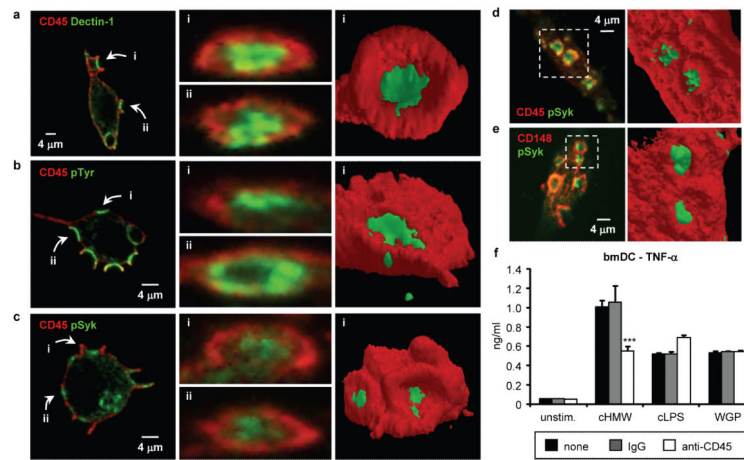 a
CD45 Dectin-1
i
ii
4 μm
i
ii
i
b
CD45 pTyr
i
ii
4 μm
i
ii
i
c
CD45 pSyk
i
ii
4 μm
i
ii
i
d
4 μm
CD45 pSyk
e
CD148
pSyk
4 μm
f
bmDC - TNF-α
ng/ml
1.4
1.2
1.0
0.8
0.6
0.4
0.2
0
***
unstim. cHMW cLPS WGP
none IgG anti-CD45